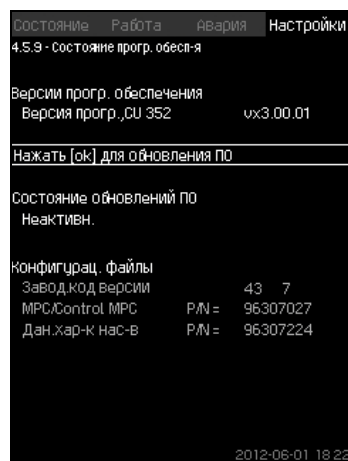 Состояние Работа Авария Настройки
4.5.9 - Состояние прогр. обесп-я
Версии прогр. обеспечения
Версия прогр.,CU 352 vx3.00.01
Нажать [ok] для обновления ПО
Состояние обновлений ПО
Неактивн.
Конфигурац. файлы
Завод.код версии 43 7
MPC/Control MPC P/N = 96307027
Дан.хар-к нас-в P/N = 96307224
2012-06-01 18:22